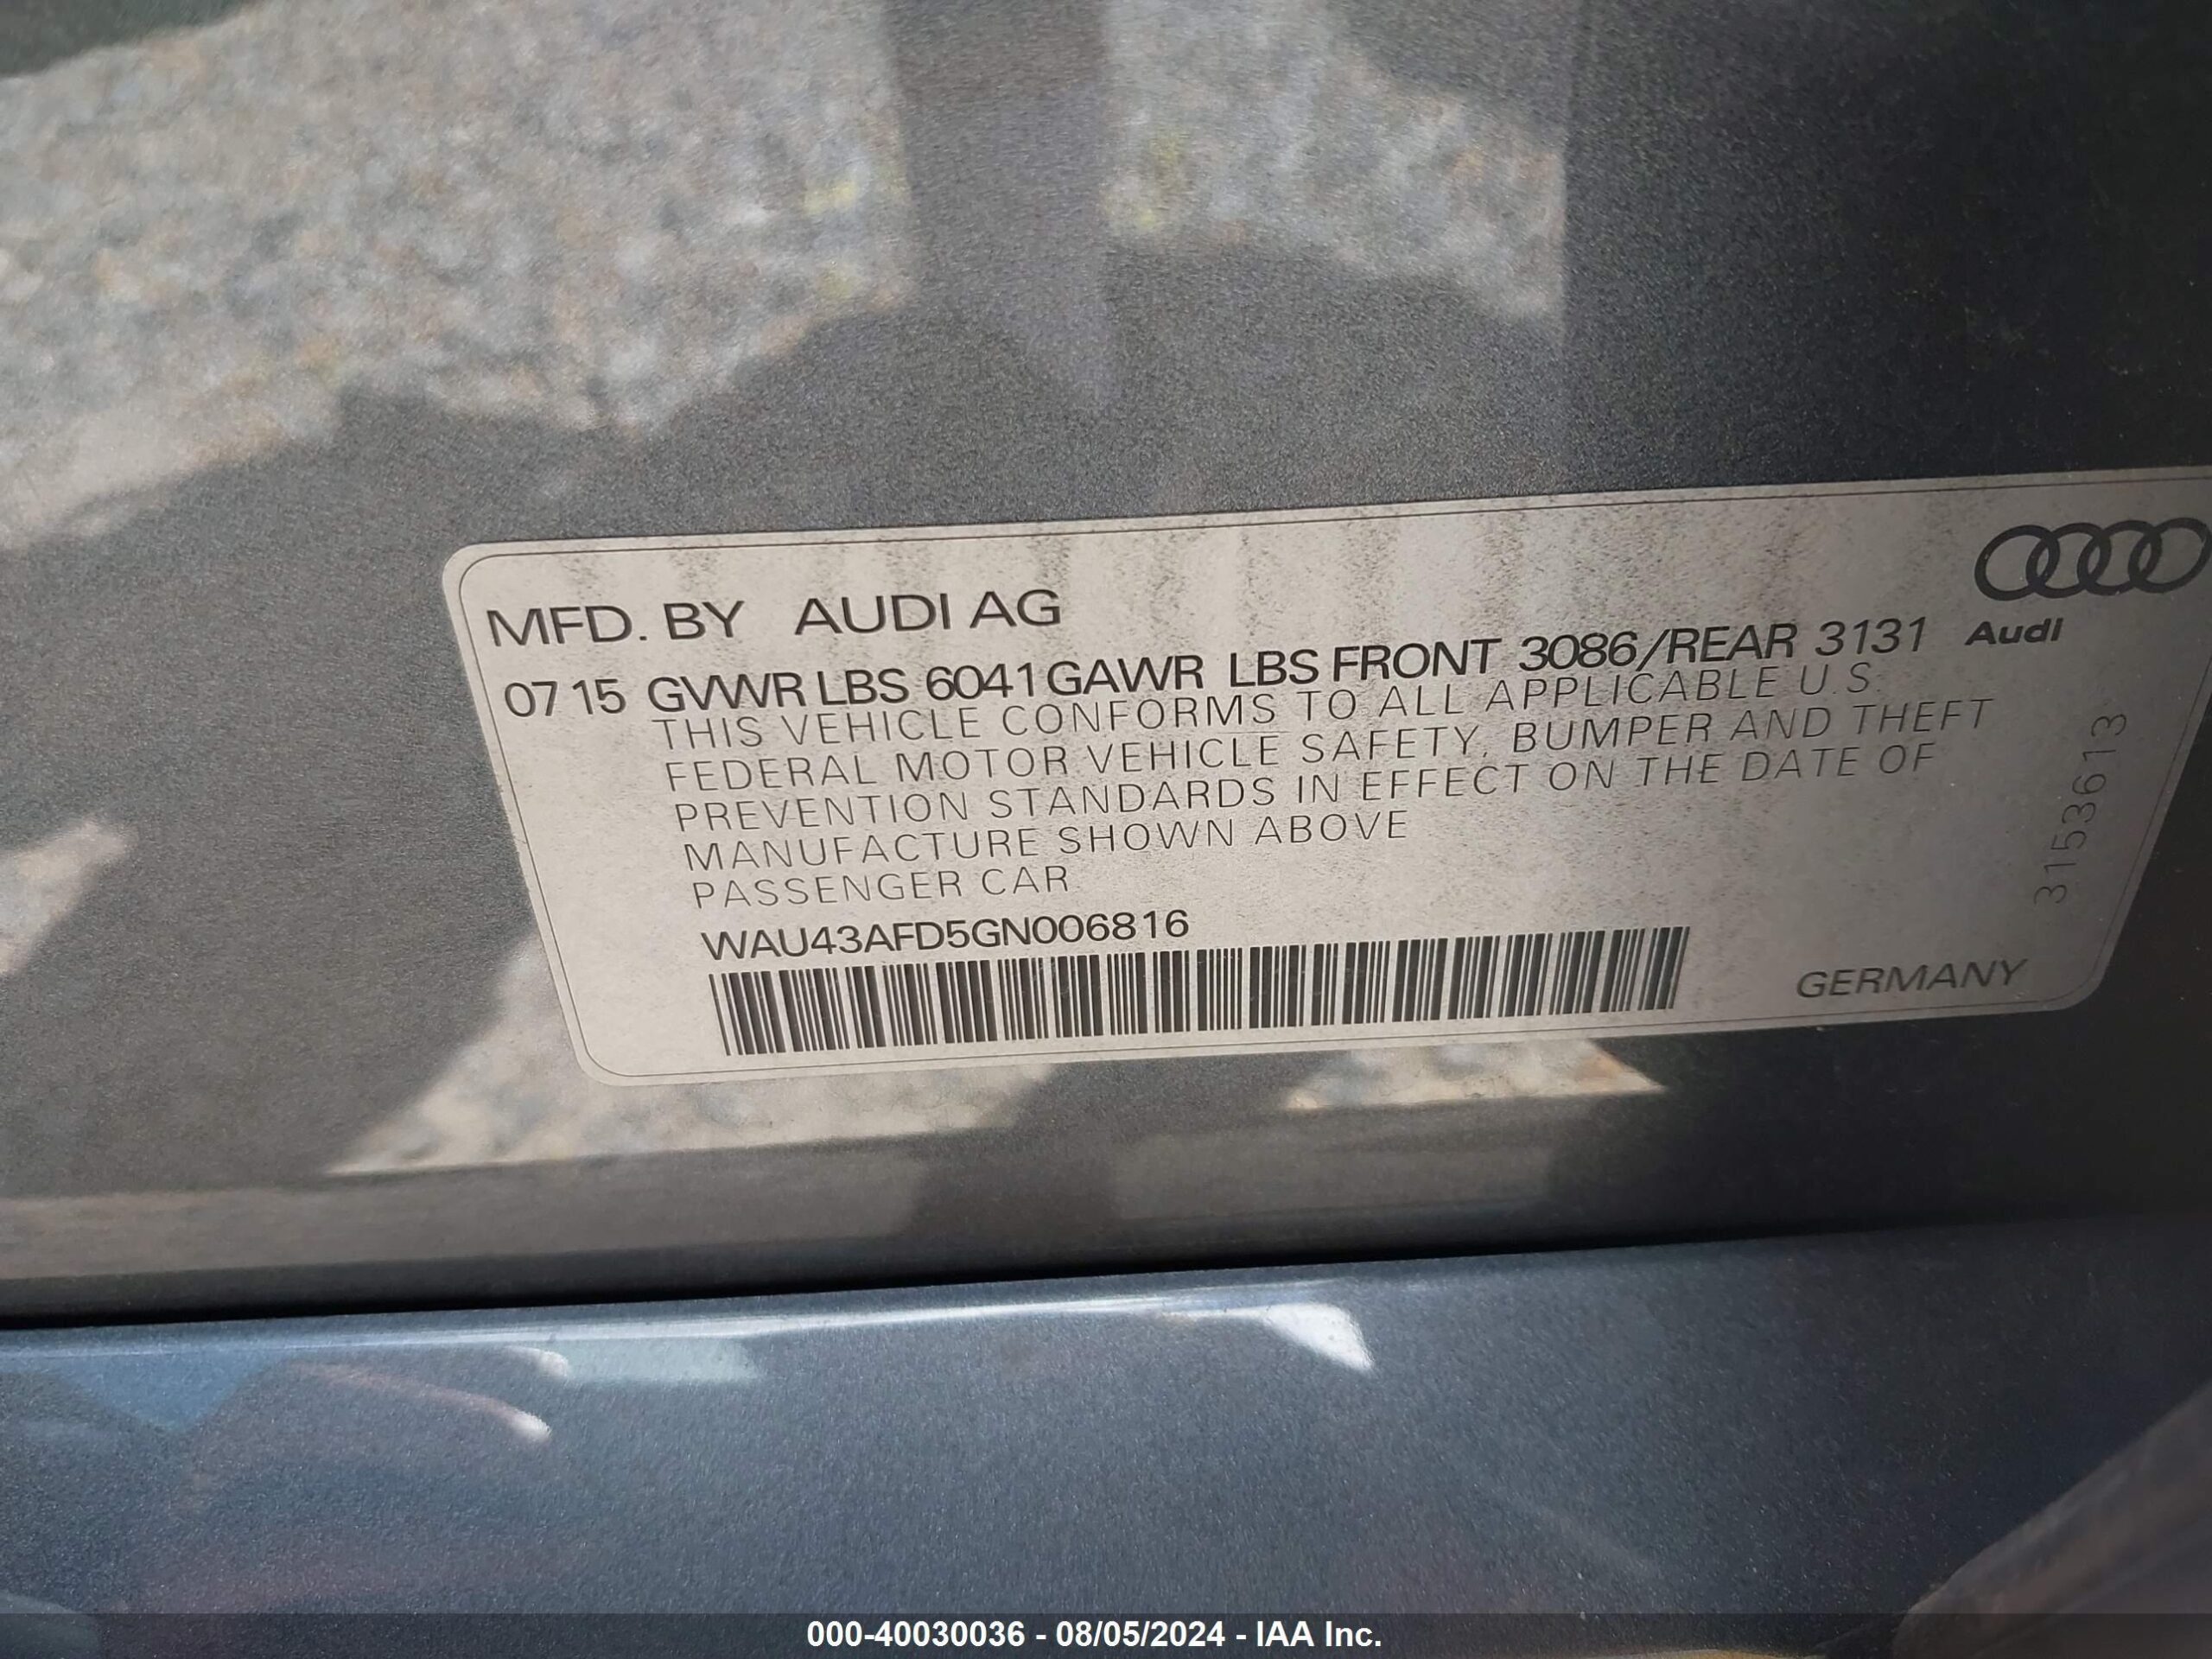 MFD. BY AUDI AG
07 15 GVWR LBS 6041 GAWR LBS FRONT 3086/REAR 3131
Audi
THIS VEHICLE CONFORMS TO ALL APPLICABLE U.S.
FEDERAL MOTOR VEHICLE SAFETY, BUMPER AND THEFT
PREVENTION STANDARDS IN EFFECT ON THE DATE OF
MANUFACTURE SHOWN ABOVE
PASSENGER CAR
WAU43AFD5GN006816
GERMANY
3153613
000-40030036 - 08/05/2024 - IAA Inc.